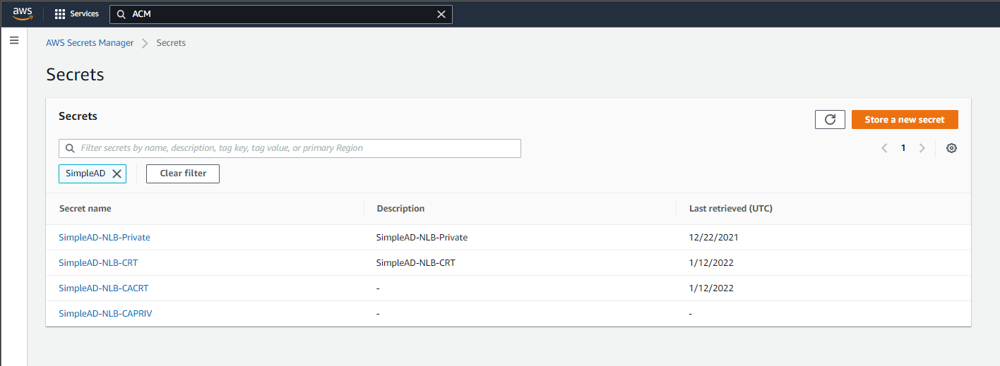 aws Services ACM
AWS Secrets Manager Secrets
Secrets
Secrets
Store a new secret
Filter secrets by name, description, tag key, tag value, or primary Region
1
SimpleAD Clear filter
Secret name Description Last retrieved (UTC)
SimpleAD-NLB-Private SimpleAD-NLB-Private 12/22/2021
SimpleAD-NLB-CRT SimpleAD-NLB-CRT 1/12/2022
SimpleAD-NLB-CACRT - 1/12/2022
SimpleAD-NLB-CAPRIV - -